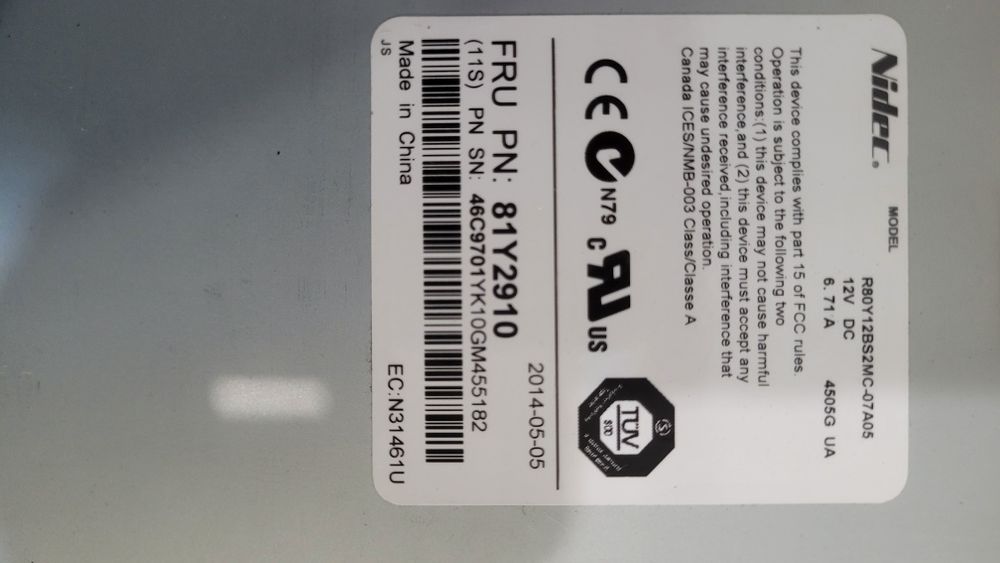 Nidec®
MODEL R80Y12BS2MC-07A05
12V DC
6.71A 4505G UA
This device complies with part 15 of FCC rules.
Operation is subject to the following two
conditions:(1) this device may not cause harmful
interference,and (2) this device must accept any
interference received,including interference that
may cause undesired operation.
Canada ICES/NMB-003 Class/Classe A
CE N79 c RU US
TÜV
SÜD
2014-05-05
FRU PN: 81Y2910
(11S) PN SN: 46C9701YK10GM455182
Made in China EC:N31461U
JS